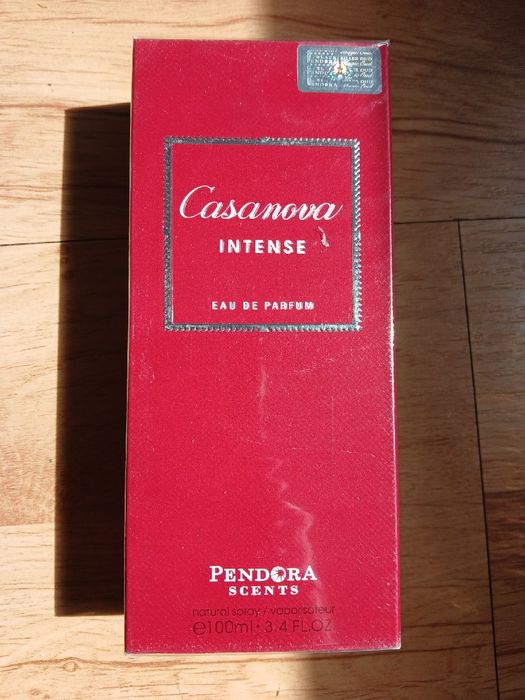 Casanova
INTENSE
EAU DE PARFUM
PENDORA
SCENTS
natural spray / vaporisateur
e100ml • 3.4 FL.OZ.